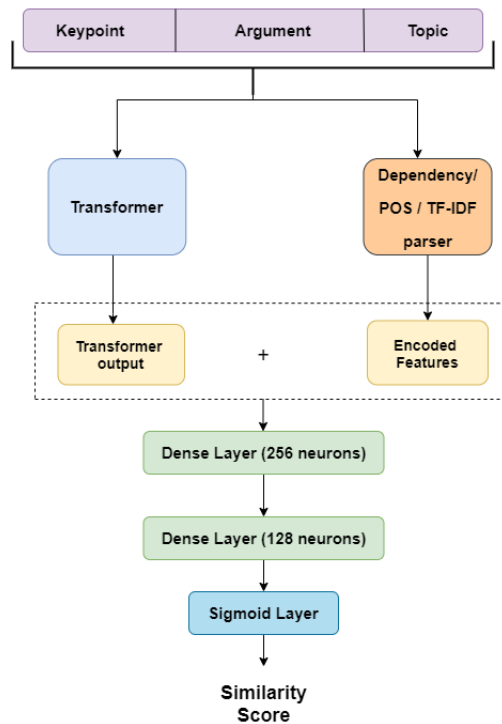 Keypoint Argument Topic
Transformer
Dependency/
POS / TF-IDF
parser
Transformer
output
+
Encoded
Features
Dense Layer (256 neurons)
Dense Layer (128 neurons)
Sigmoid Layer
Similarity
Score